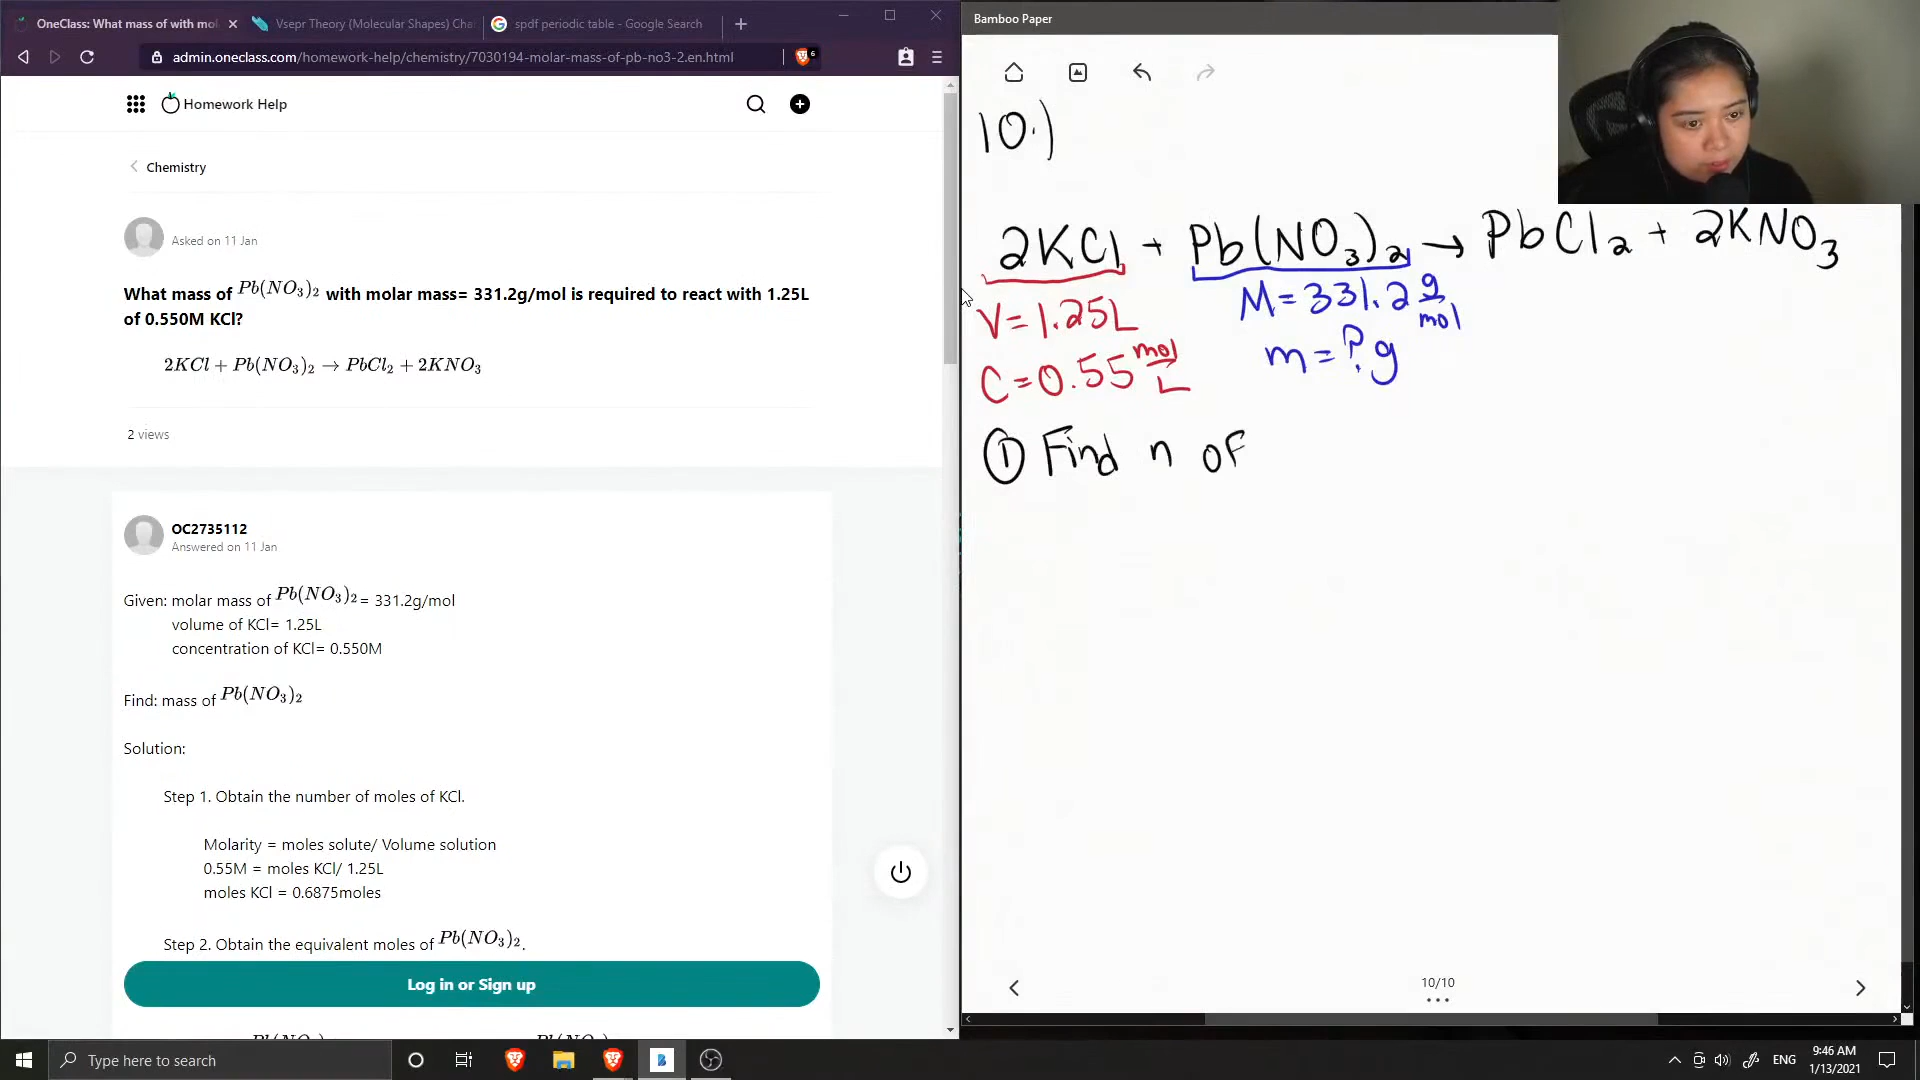 OneClass: What mass of with mol
Vsepr Theory (Molecular Shapes) Cha
spdf periodic table - Google Search
admin.oneclass.com/homework-help/chemistry/7030194-molar-mass-of-pb-no3-2.en.html
6
Homework Help
Chemistry
Asked on 11 Jan
What mass of Pb(NO₃)₂ with molar mass= 331.2g/mol is required to react with 1.25L
of 0.550M KCl?
2KCl + Pb(NO₃)₂ → PbCl₂ + 2KNO₃
2 views
OC2735112
Answered on 11 Jan
Given: molar mass of Pb(NO₃)₂ = 331.2g/mol
volume of KCl= 1.25L
concentration of KCl= 0.550M
Find: mass of Pb(NO₃)₂
Solution:
Step 1. Obtain the number of moles of KCl.
Molarity = moles solute/ Volume solution
0.55M = moles KCl/ 1.25L
moles KCl = 0.6875moles
Step 2. Obtain the equivalent moles of Pb(NO₃)₂.
Log in or Sign up
Bamboo Paper
10.)
2KCl + Pb(NO₃)₂ → PbCl₂ + 2KNO₃
V = 1.25L
C = 0.55 mol/L
M = 331.2 g/mol
m = ? g
① Find n of
10/10
Type here to search
B
ENG
9:46 AM
1/13/2021